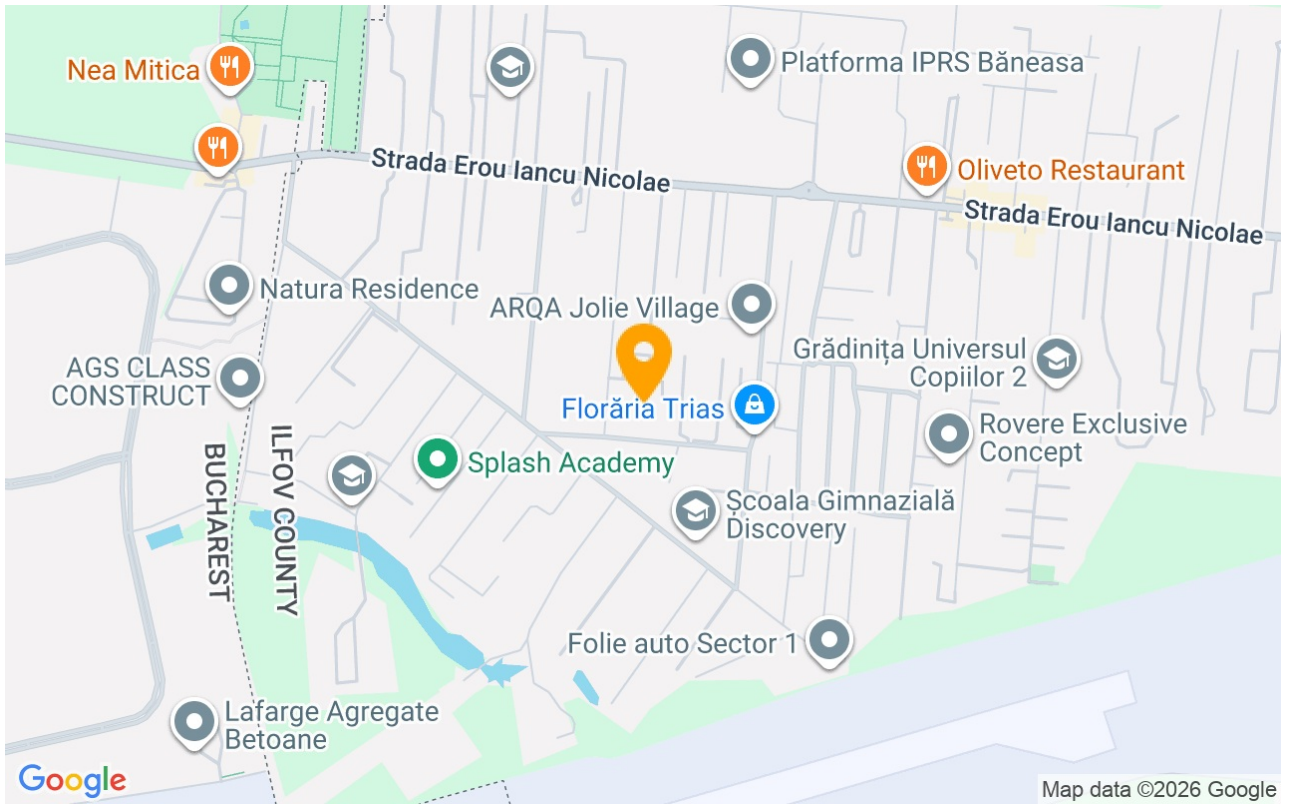 Nea Mitica
Platforma IPRS Băneasa
Strada Erou Iancu Nicolae
Oliveto Restaurant
Strada Erou Iancu Nicolae
Natura Residence
ARQA Jolie Village
Grădinița Universul
Copiilor 2
AGS CLASS
CONSTRUCT
Florăria Trias
Rovere Exclusive
Concept
BUCHAREST
ILFOV COUNTY
Splash Academy
Școala Gimnazială
Discovery
Folie auto Sector 1
Lafarge Agregate
Betoane
Google
Map data ©2026 Google